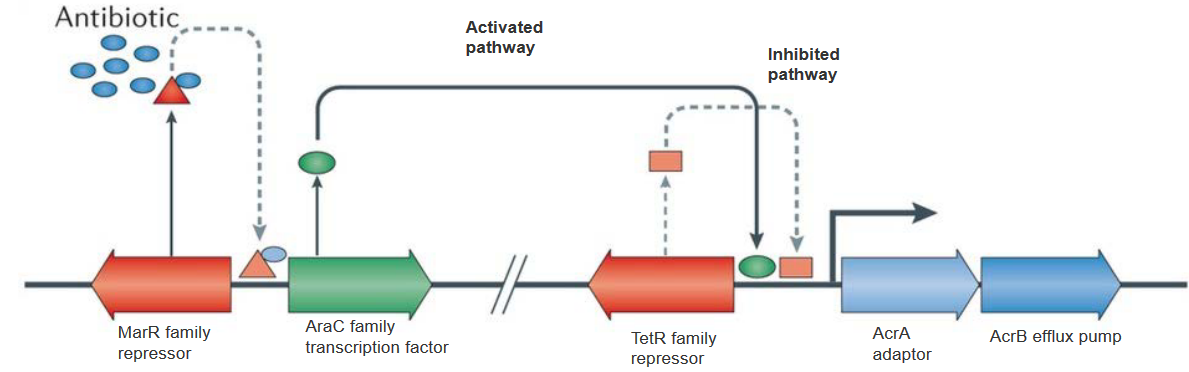 Antibiotic
Activated
pathway
Inhibited
pathway
MarR family
repressor
AraC family
transcription factor
TetR family
repressor
AcrA
adaptor
AcrB efflux pump